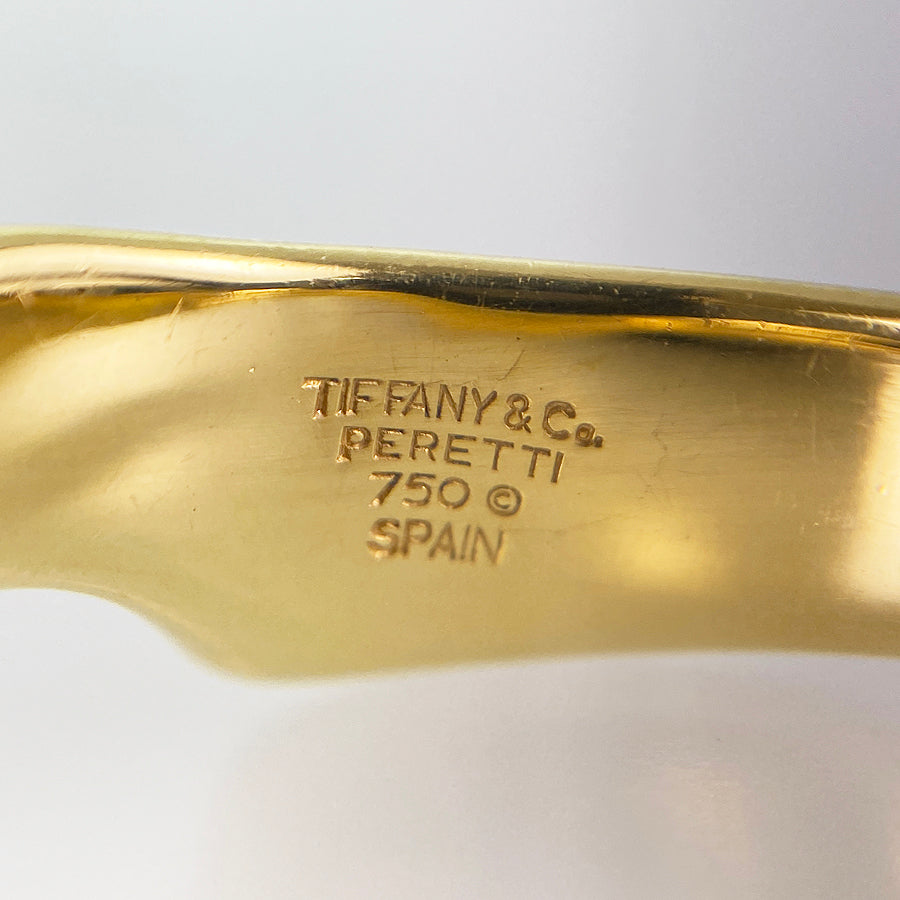 TIFFANY & Co.
PERETTI
750 ©
SPAIN